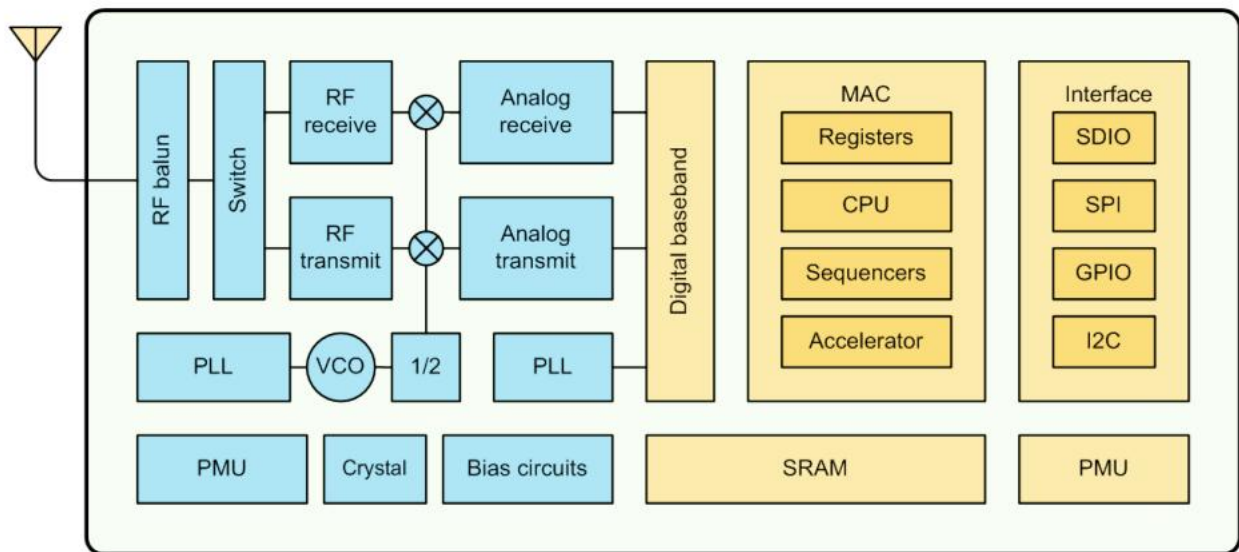 RF balun
Switch
RF
receive
Analog
receive
RF
transmit
Analog
transmit
PLL
VCO
1/2
PLL
Digital baseband
MAC
Registers
CPU
Sequencers
Accelerator
Interface
SDIO
SPI
GPIO
I2C
PMU
Crystal
Bias circuits
SRAM
PMU